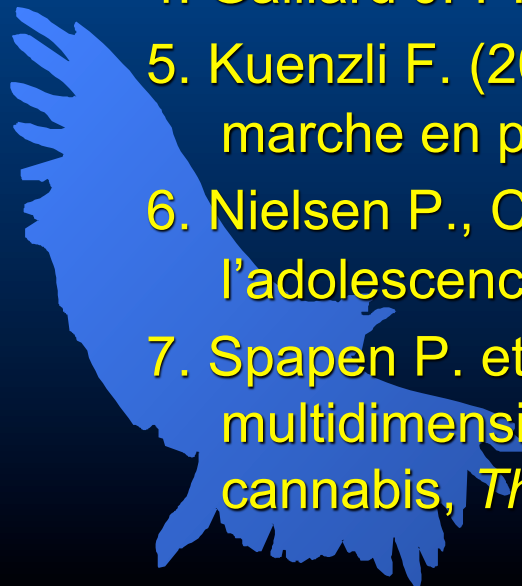 5. Kuenzli F. (20
marche en p
6. Nielsen P., C
l’adolescenc
7. Spapen P. et
multidimensi
cannabis, Th